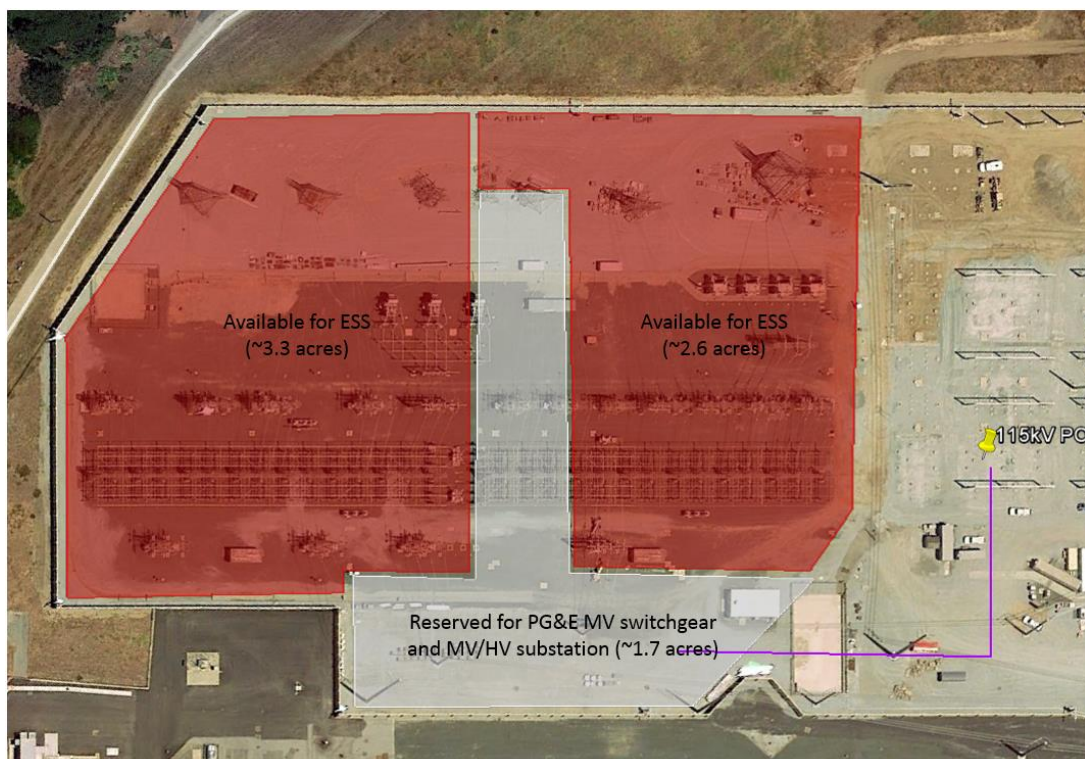 Available for ESS
(~3.3 acres)
Available for ESS
(~2.6 acres)
115kV PO
Reserved for PG&E MV switchgear
and MV/HV substation (~1.7 acres)